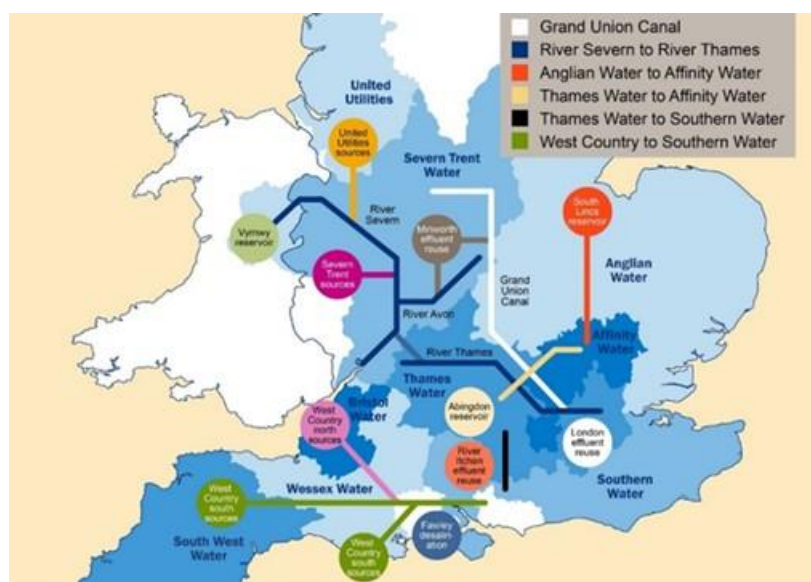 Grand Union Canal
River Severn to River Thames
Anglian Water to Affinity Water
Thames Water to Affinity Water
Thames Water to Southern Water
West Country to Southern Water
United
Utilities
United
Utilities
sources
Severn Trent
Water
River
Severn
Vyrnwy
reservoir
Minworth
effluent
reuse
South Lincs
reservoir
Severn
Trent
sources
Grand
Union
Canal
Anglian
Water
River Avon
Affinity
Water
River Thames
Thames
Water
Bristol
Water
Abingdon
reservoir
West
Country
north
sources
London
effluent
reuse
River
Itchen
effluent
reuse
Wessex Water
Southern
Water
West
Country
south
sources
South West
Water
Fawley
desalin-
ation
West
Country
south
sources